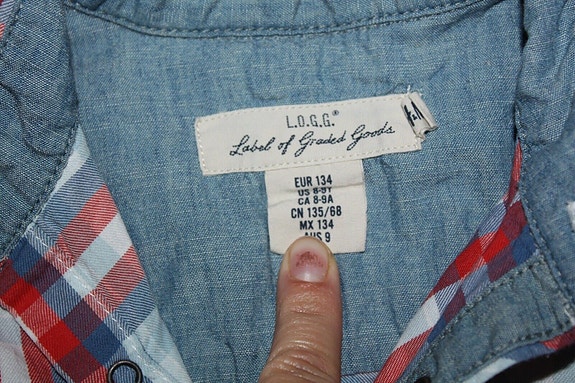 L.O.G.G.®
Label of Graded Goods
EUR 134
US 8-9Y
CA 8-9A
CN 135/68
MX 134
AUS 9